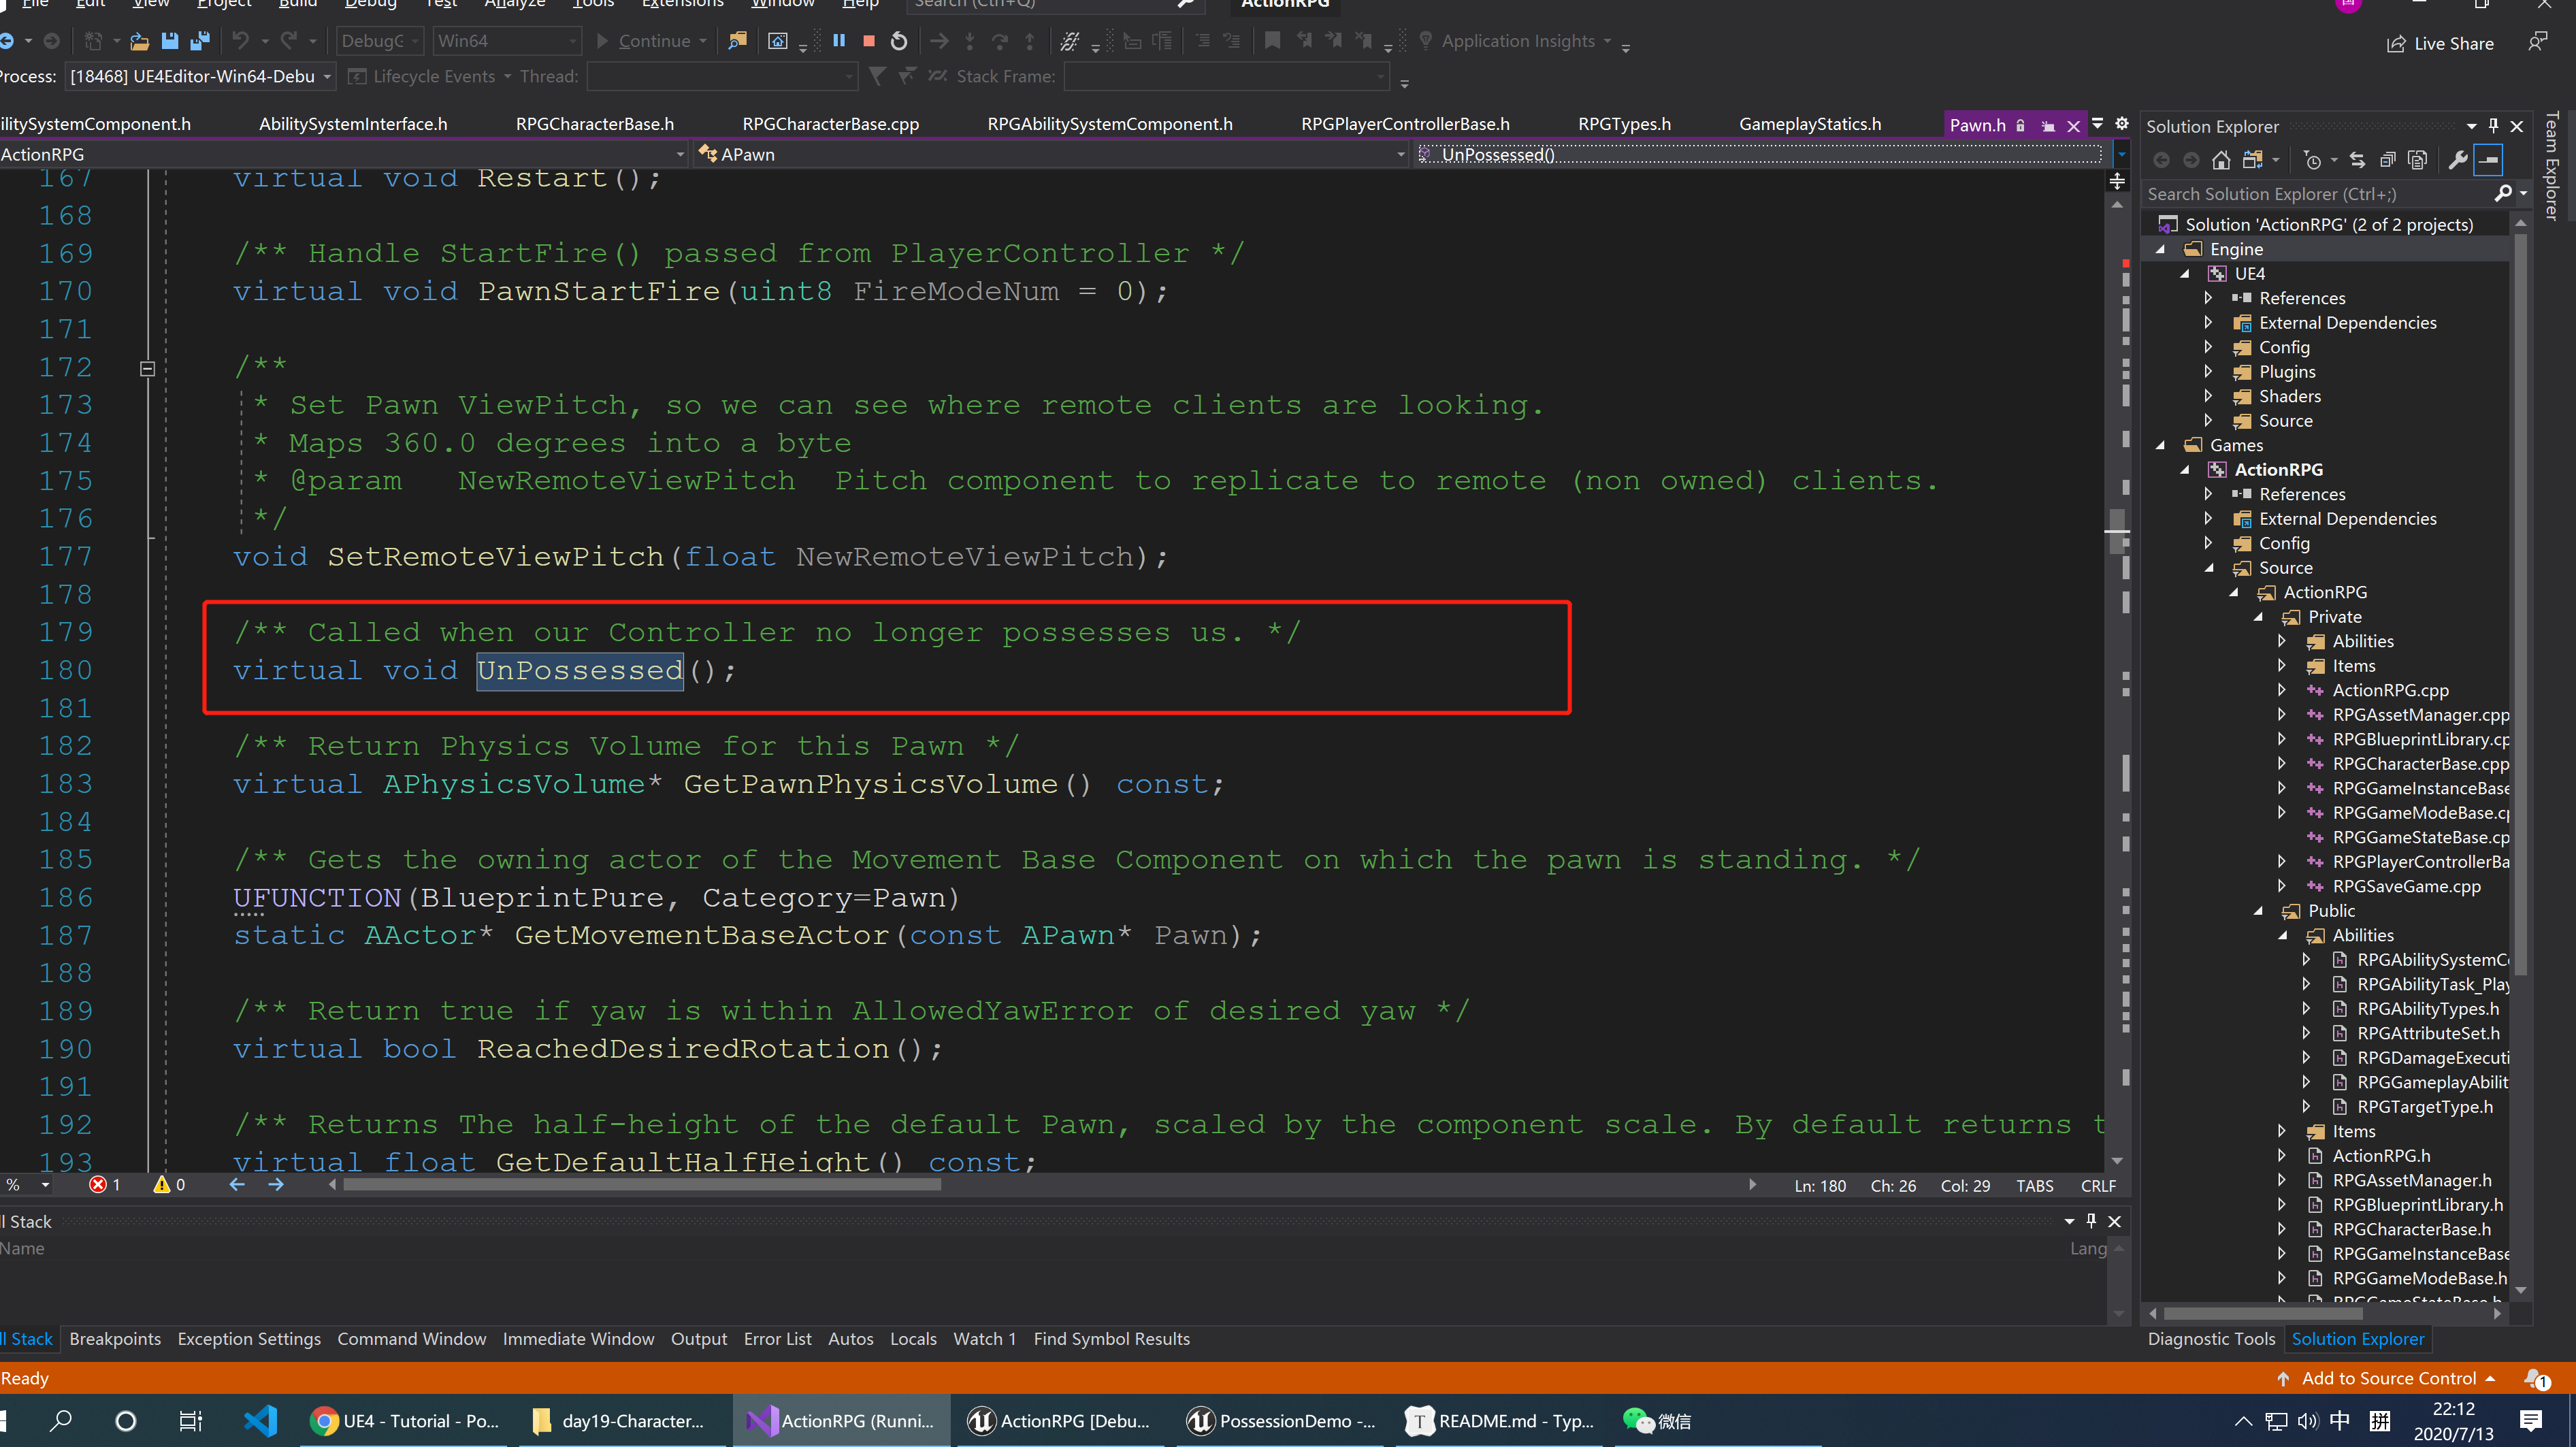 File Edit View Project Build Debug Test Analyze Tools Extensions Window Help Search (Ctrl+Q) ActionRPG
DebugG Win64 Continue Application Insights Live Share
Process: [18468] UE4Editor-Win64-Debu Lifecycle Events Thread: Stack Frame:
ilitySystemComponent.h AbilitySystemInterface.h RPGCharacterBase.h RPGCharacterBase.cpp RPGAbilitySystemComponent.h RPGPlayerControllerBase.h RPGTypes.h GameplayStatics.h Pawn.h
ActionRPG APawn UnPossessed()
167 virtual void Restart();
168
169 /** Handle StartFire() passed from PlayerController */
170 virtual void PawnStartFire(uint8 FireModeNum = 0);
171
172 /**
173 * Set Pawn ViewPitch, so we can see where remote clients are looking.
174 * Maps 360.0 degrees into a byte
175 * @param NewRemoteViewPitch Pitch component to replicate to remote (non owned) clients.
176 */
177 void SetRemoteViewPitch(float NewRemoteViewPitch);
178
179 /** Called when our Controller no longer possesses us. */
180 virtual void UnPossessed();
181
182 /** Return Physics Volume for this Pawn */
183 virtual APhysicsVolume* GetPawnPhysicsVolume() const;
184
185 /** Gets the owning actor of the Movement Base Component on which the pawn is standing. */
186 UFUNCTION(BlueprintPure, Category=Pawn)
187 static AActor* GetMovementBaseActor(const APawn* Pawn);
188
189 /** Return true if yaw is within AllowedYawError of desired yaw */
190 virtual bool ReachedDesiredRotation();
191
192 /** Returns The half-height of the default Pawn, scaled by the component scale. By default returns t
193 virtual float GetDefaultHalfHeight() const;
% 1 0 Ln: 180 Ch: 26 Col: 29 TABS CRLF
ll Stack
Name Lang
ll Stack Breakpoints Exception Settings Command Window Immediate Window Output Error List Autos Locals Watch 1 Find Symbol Results
Solution Explorer
Search Solution Explorer (Ctrl+;)
Solution 'ActionRPG' (2 of 2 projects)
Engine
UE4
References
External Dependencies
Config
Plugins
Shaders
Source
Games
ActionRPG
References
External Dependencies
Config
Source
ActionRPG
Private
Abilities
Items
ActionRPG.cpp
RPGAssetManager.cpp
RPGBlueprintLibrary.cp
RPGCharacterBase.cpp
RPGGameInstanceBase
RPGGameModeBase.cp
RPGGameStateBase.cp
RPGPlayerControllerBa
RPGSaveGame.cpp
Public
Abilities
RPGAbilitySystemCo
RPGAbilityTask_Play
RPGAbilityTypes.h
RPGAttributeSet.h
RPGDamageExecuti
RPGGameplayAbilit
RPGTargetType.h
Items
ActionRPG.h
RPGAssetManager.h
RPGBlueprintLibrary.h
RPGCharacterBase.h
RPGGameInstanceBase
RPGGameModeBase.h
RPGGameStateBase.h
Diagnostic Tools Solution Explorer
Team Explorer
Ready Add to Source Control 1
UE4 - Tutorial - Po... day19-Character... ActionRPG (Runni... ActionRPG [Debu... PossessionDemo -... README.md - Typ... 微信 中 拼 22:12
2020/7/13